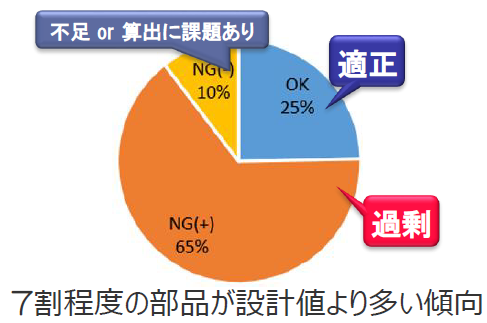 不足 or 算出に課題あり
NG(-)
10%
OK
25%
適正
NG(+)
65%
過剰
7割程度の部品が設計値より多い傾向